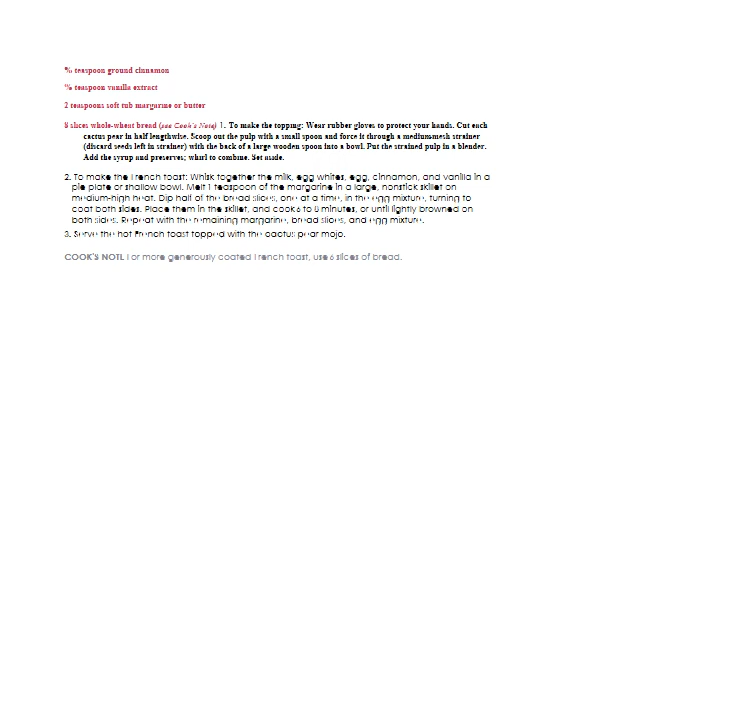 % teaspoon ground cinnamon
% teaspoon vanilla extract
2 teaspoons soft tub margarine or butter
8 slices whole-wheat bread (see Cook's Note) 1. To make the topping: Wear rubber gloves to protect your hands. Cut each
cactus pear in half lengthwise. Scoop out the pulp with a small spoon and force it through a medium-mesh strainer
(discard seeds left in strainer) with the back of a large wooden spoon into a bowl. Put the strained pulp in a blender.
Add the syrup and preserves; whirl to combine. Set aside.
2. To make the French toast: Whisk together the milk, egg whites, egg, cinnamon, and vanilla in a
pie plate or shallow bowl. Melt 1 teaspoon of the margarine in a large, nonstick skillet on
medium-high heat. Dip half of the bread slices, one at a time, in the egg mixture, turning to
coat both sides. Place them in the skillet, and cook 6 to 8 minutes, or until lightly browned on
both sides. Repeat with the remaining margarine, bread slices, and egg mixture.
3. Serve the hot French toast topped with the cactus pear mojo.
COOK'S NOTE For more generously coated French toast, use 6 slices of bread.